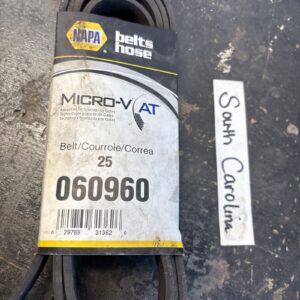 NAPA
belts
hose
MICRO-V AT
Belt/Courroie/Correa
25
060960
South Carolina